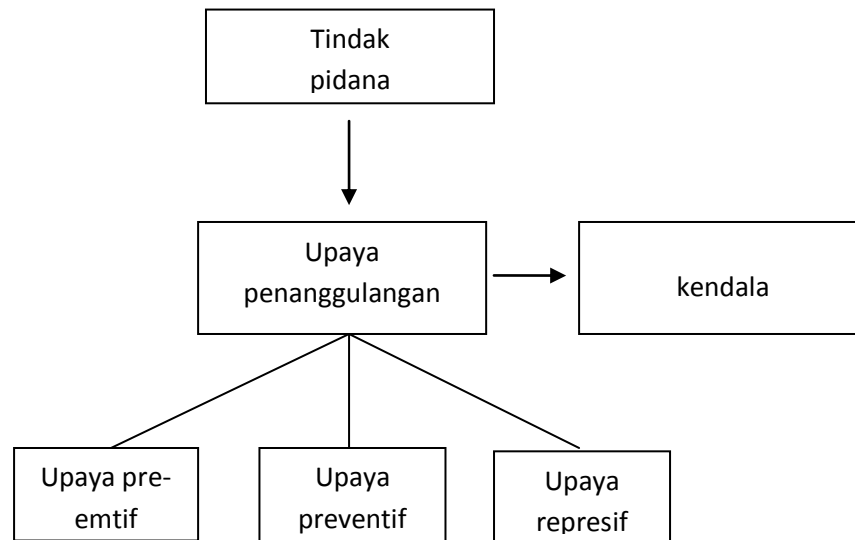 Tindak
pidana
Upaya
penanggulangan
kendala
Upaya pre-
emtif
Upaya
preventif
Upaya
represif